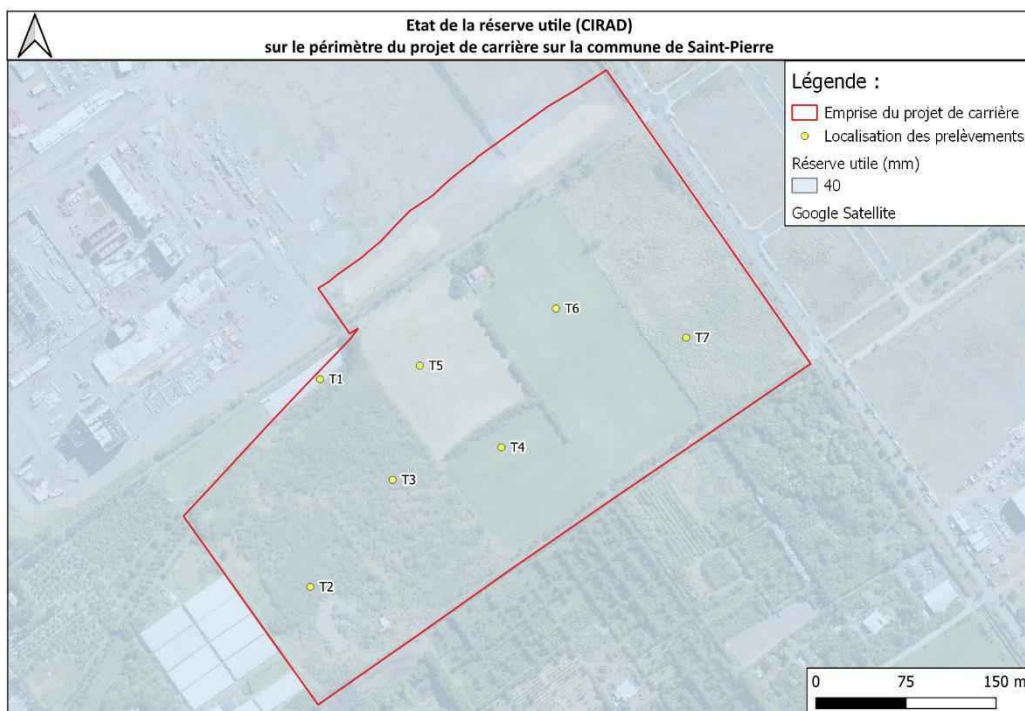 Etat de la réserve utile (CIRAD)
sur le périmètre du projet de carrière sur la commune de Saint-Pierre
Légende :
Emprise du projet de carrière
Localisation des prelèvements
Réserve utile (mm)
40
Google Satellite
T6
T7
T5
T1
T4
T3
T2
0 75 150 m